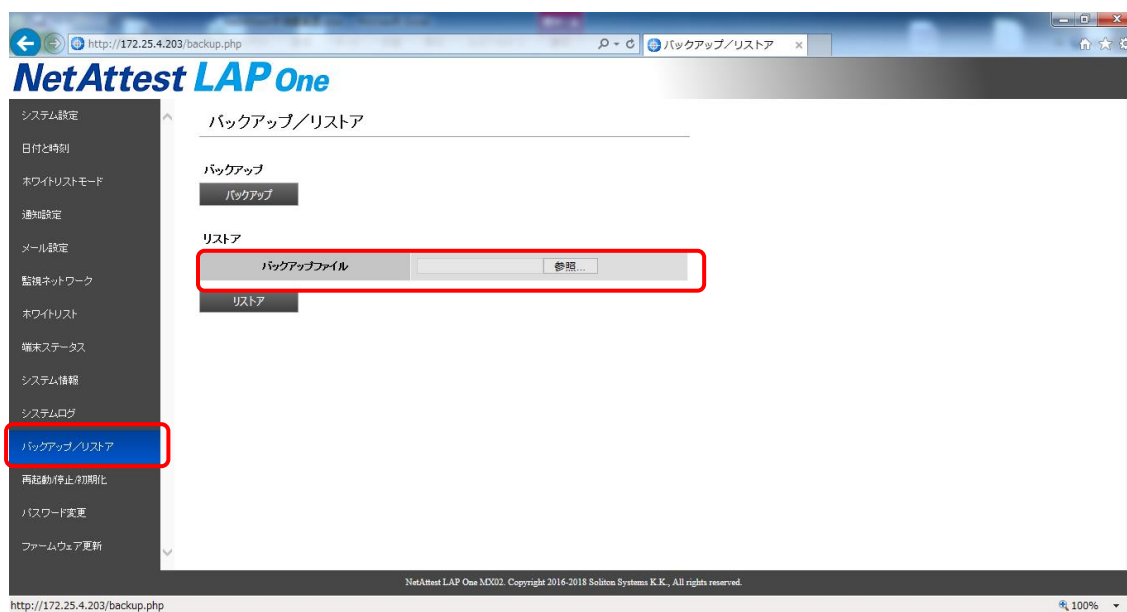 http://172.25.4.203/backup.php
バックアップ／リストア
NetAttest LAP One
システム設定
日付と時刻
ホワイトリストモード
通知設定
メール設定
監視ネットワーク
ホワイトリスト
端末ステータス
システム情報
システムログ
バックアップ／リストア
再起動/停止/初期化
パスワード変更
ファームウェア更新
バックアップ／リストア
バックアップ
バックアップ
リストア
バックアップファイル
参照...
リストア
NetAttest LAP One MX02. Copyright 2016-2018 Soliton Systems K.K., All rights reserved.
http://172.25.4.203/backup.php
100%